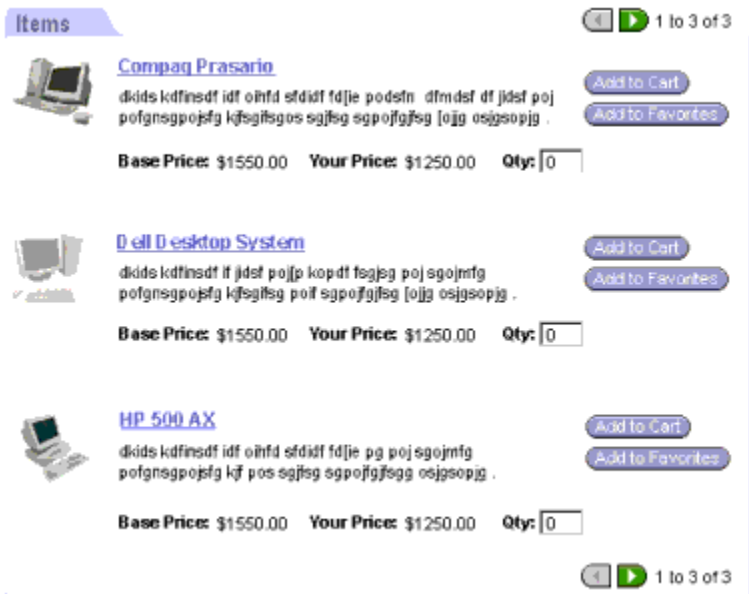 Items
1 to 3 of 3
Compaq Prasario
Add to Cart
dkids kdfinsdf idf oihfd sfdidf fd[ie podsfn dfmdsf df jldsf poj
Add to Favorites
pofgnsgpojsfg kjfsgifsgos sgjfsg sgpojfgjfsg [ojjg osjgsopjg .
Base Price: $1550.00 Your Price: $1250.00 Qty: 0
Dell Desktop System
Add to Cart
dkids kdfinsdf lf jldsf poj[p kopdf fsgjsg poj sgojmfg
Add to Favorites
pofgnsgpojsfg kjfsgifsg poif sgpojfgjfsg [ojjg osjgsopjg .
Base Price: $1550.00 Your Price: $1250.00 Qty: 0
HP 500 AX
Add to Cart
dkids kdfinsdf idf oihfd sfdidf fd[ie pg poj sgojmfg
Add to Favorites
pofgnsgpojsfg kjf pos sgjfsg sgpojfgjfsgg osjgsopjg .
Base Price: $1550.00 Your Price: $1250.00 Qty: 0
1 to 3 of 3